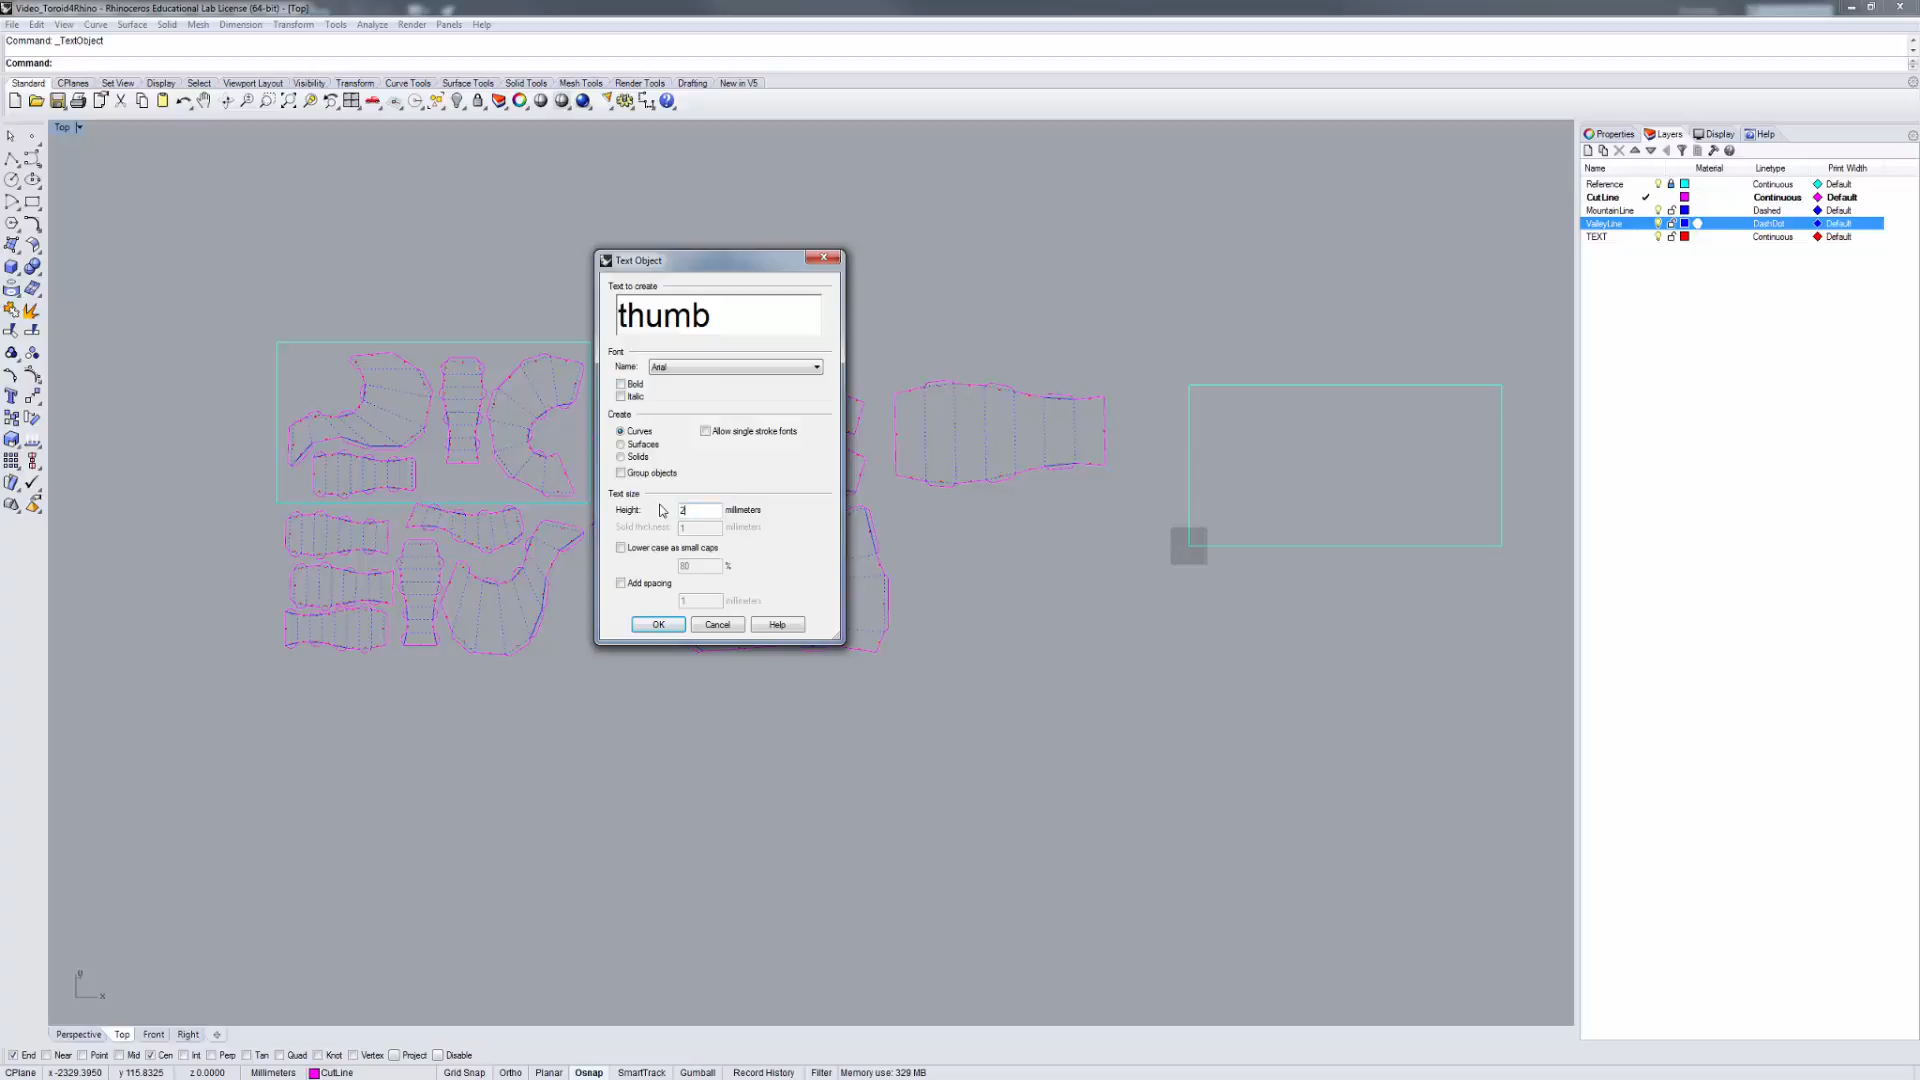 Video_Toroid4Rhino - Rhinoceros Educational Lab License (64-bit) - [Top]
File Edit View Curve Surface Solid Mesh Dimension Transform Tools Analyze Render Panels Help
Command: _TextObject
Command:
Standard CPlanes Set View Display Select Viewport Layout Visibility Transform Curve Tools Surface Tools Solid Tools Mesh Tools Render Tools Drafting New in V5
Top
Properties Layers Display Help
Name Material Linetype Print Width
Reference Continuous Default
CutLine Continuous Default
MountainLine Dashed Default
ValleyLine DashDot Default
TEXT Continuous Default
Text Object
Text to create
thumb
Font
Name: Arial
Bold
Italic
Create
Curves Allow single stroke fonts
Surfaces
Solids
Group objects
Text size
Height: 2 millimeters
Solid thickness: 1 millimeters
Lower case as small caps
80 %
Add spacing
1 millimeters
OK Cancel Help
y
x
Perspective Top Front Right
End Near Point Mid Cen Int Perp Tan Quad Knot Vertex Project Disable
CPlane x -2329.3950 y 115.8325 z 0.0000 Millimeters CutLine Grid Snap Ortho Planar Osnap SmartTrack Gumball Record History Filter Memory use: 329 MB